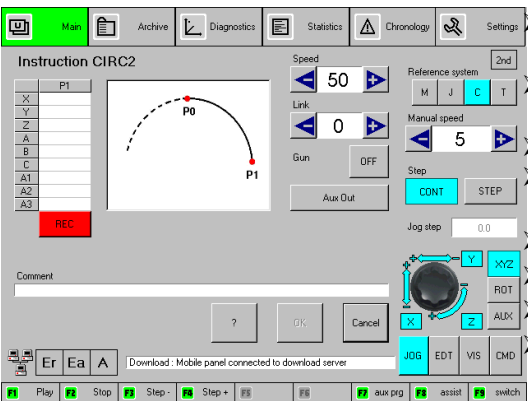 Main Archive Diagnostics Statistics Chronology Settings
Instruction CIRC2
2nd
P1
X
Y
Z
A
B
C
A1
A2
A3
REC
P0
P1
Speed
50
Link
0
Gun OFF
Aux Out
Reference system
M J C T
Manual speed
5
Step
CONT STEP
Jog step 0.0
Y
X Z
XYZ
ROT
AUX
Comment
? OK Cancel
JOG EDT VIS CMD
Er Ea A Download : Mobile panel connected to download server
F1 Play F2 Stop F3 Step - F4 Step + F5 F6 F7 aux prg F8 assist F9 switch